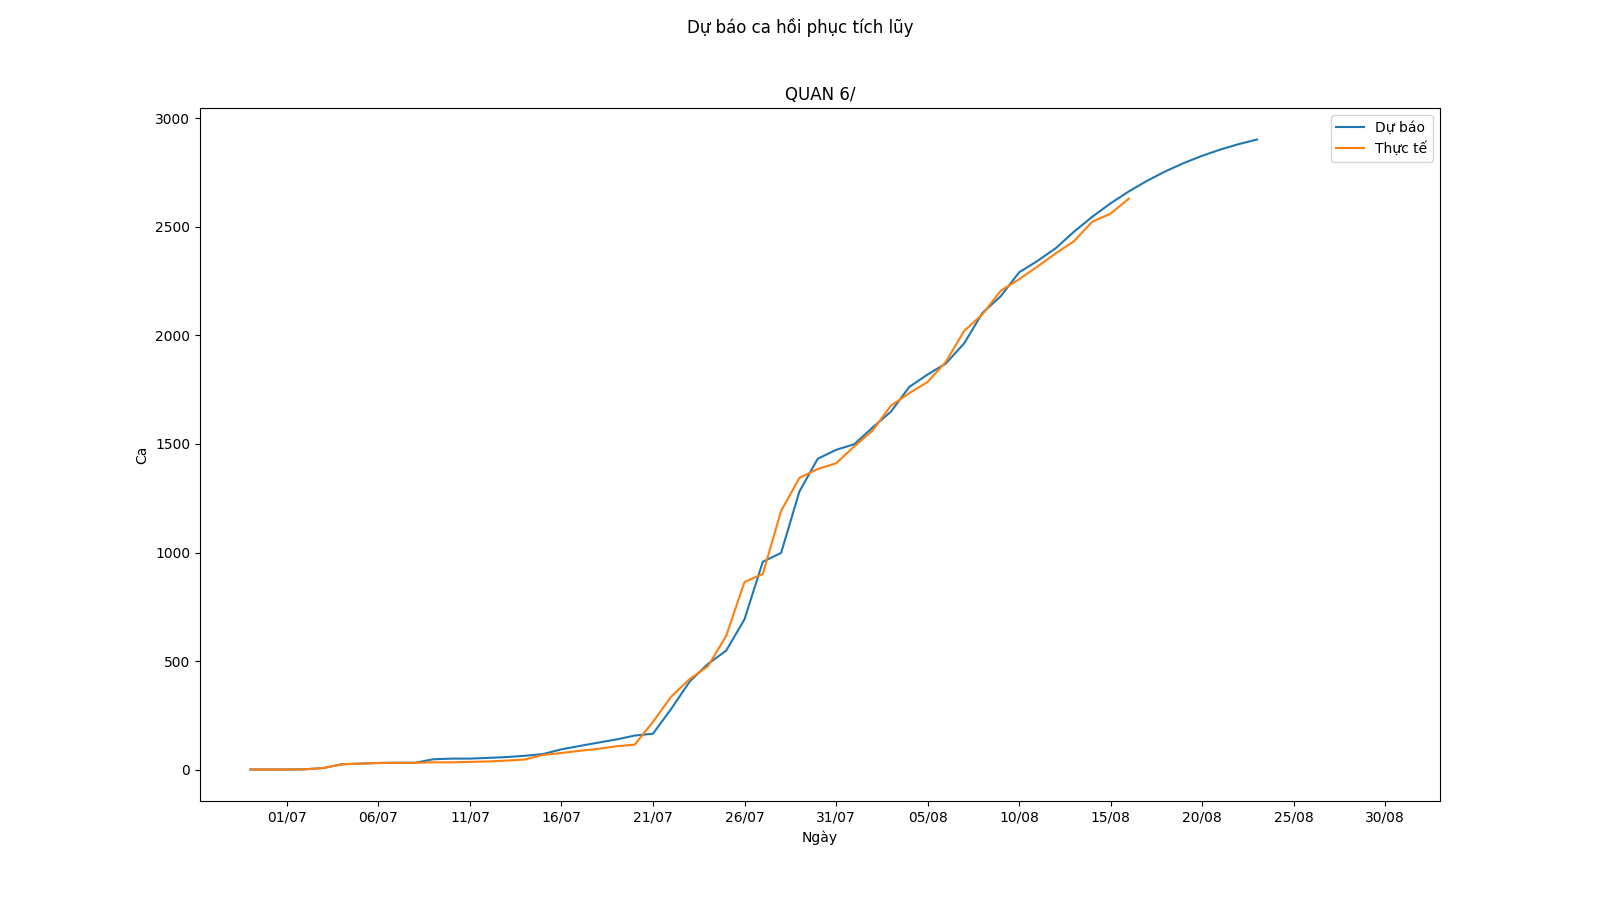 Dự báo ca hồi phục tích lũy
QUAN 6/
Dự báo
Thực tế
3000
2500
2000
1500
1000
500
0
Ca
01/07 06/07 11/07 16/07 21/07 26/07 31/07 05/08 10/08 15/08 20/08 25/08 30/08
Ngày